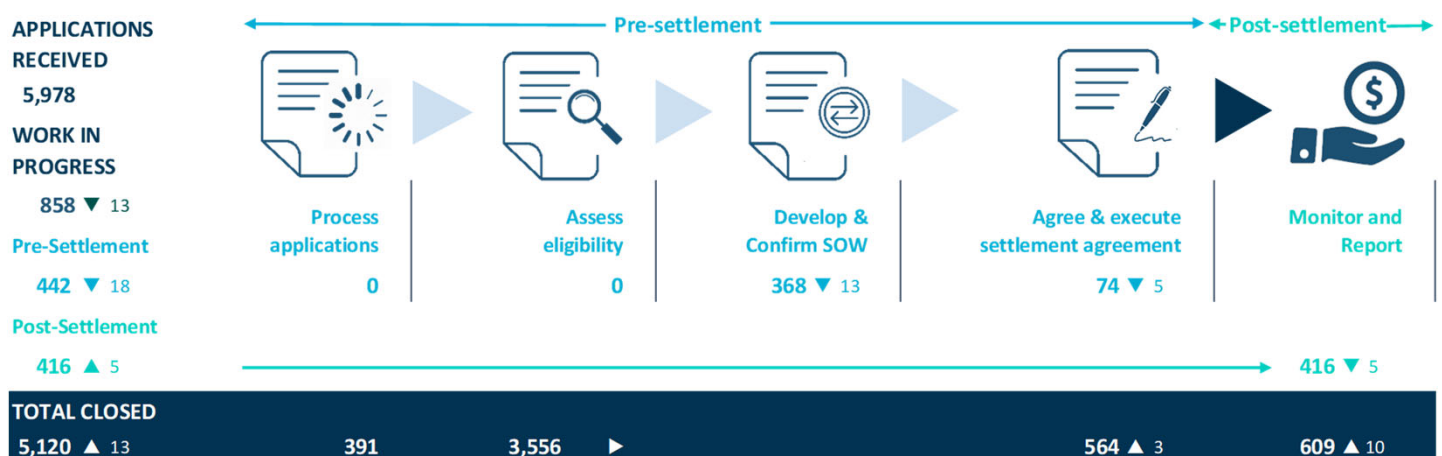 APPLICATIONS
RECEIVED
5,978
WORK IN
PROGRESS
858 ▼ 13
Pre-Settlement
442 ▼ 18
Post-Settlement
416 ▲ 5
Pre-settlement
Post-settlement
Process
applications
0
Assess
eligibility
0
Develop &
Confirm SOW
368 ▼ 13
Agree & execute
settlement agreement
74 ▼ 5
Monitor and
Report
416 ▼ 5
TOTAL CLOSED
5,120 ▲ 13 391 3,556 ▶ 564 ▲ 3 609 ▲ 10